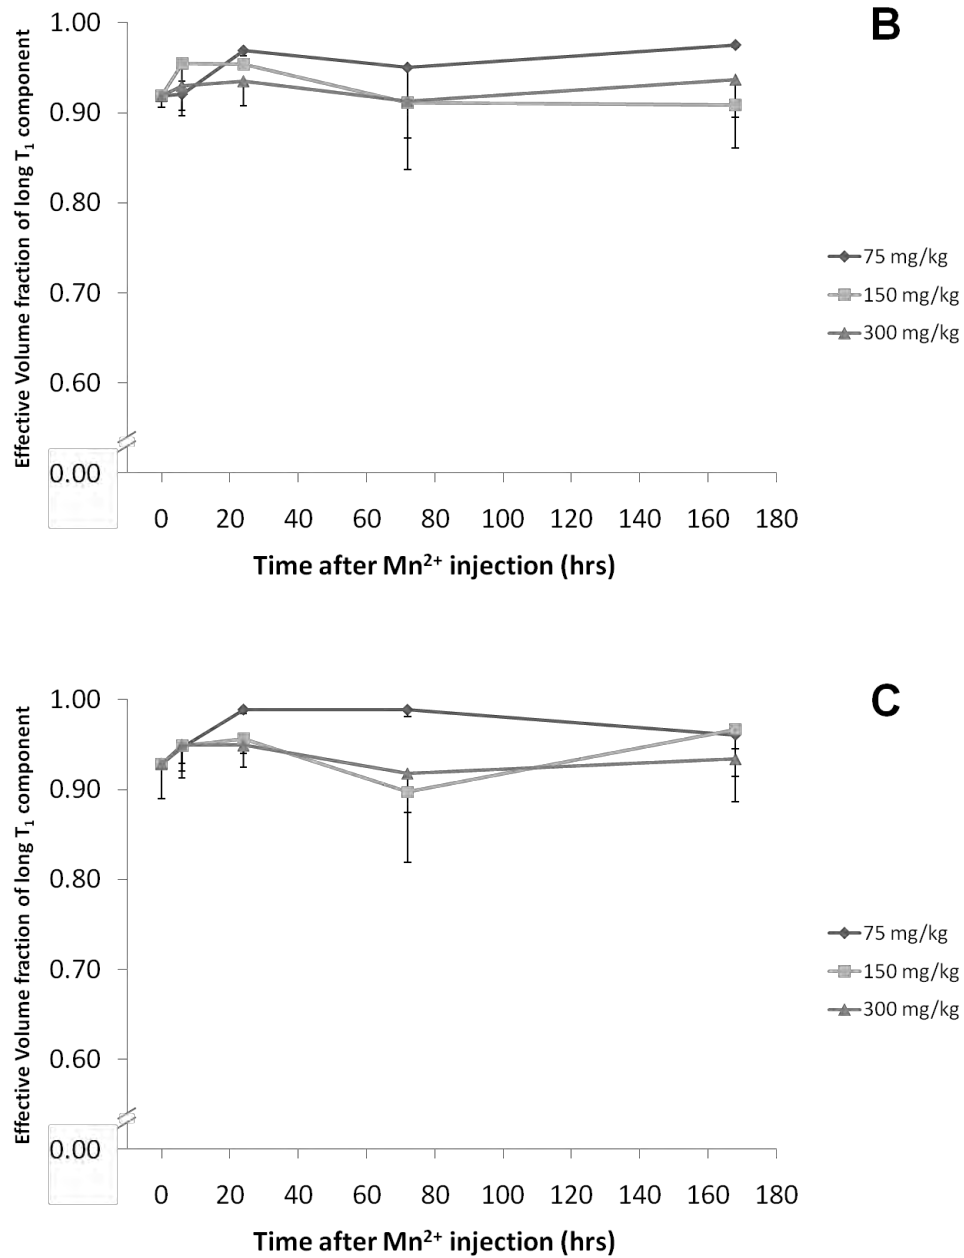 B
Effective Volume fraction of long T₁ component
1.00
0.90
0.80
0.70
0.60
0.00
0 20 40 60 80 100 120 140 160 180
Time after Mn²⁺ injection (hrs)
75 mg/kg
150 mg/kg
300 mg/kg
C
Effective Volume fraction of long T₁ component
1.00
0.90
0.80
0.70
0.60
0.00
0 20 40 60 80 100 120 140 160 180
Time after Mn²⁺ injection (hrs)
75 mg/kg
150 mg/kg
300 mg/kg